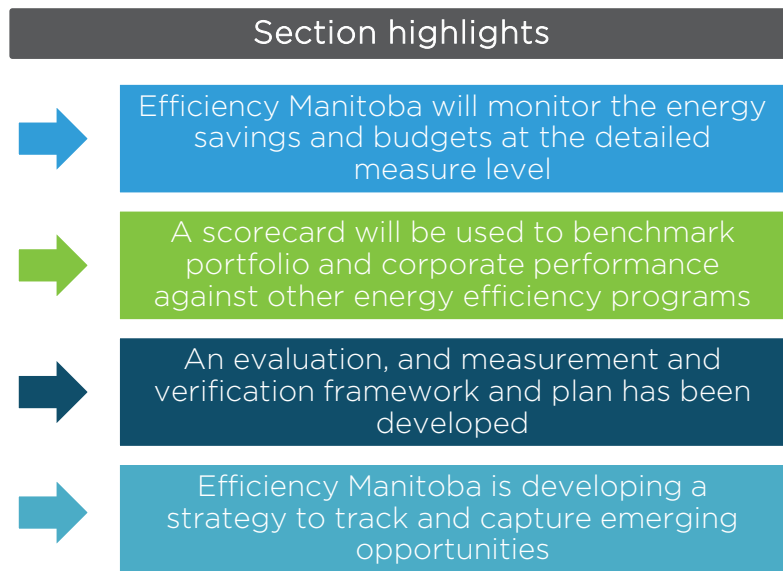 Section highlights
Efficiency Manitoba will monitor the energy
savings and budgets at the detailed
measure level
A scorecard will be used to benchmark
portfolio and corporate performance
against other energy efficiency programs
An evaluation, and measurement and
verification framework and plan has been
developed
Efficiency Manitoba is developing a
strategy to track and capture emerging
opportunities